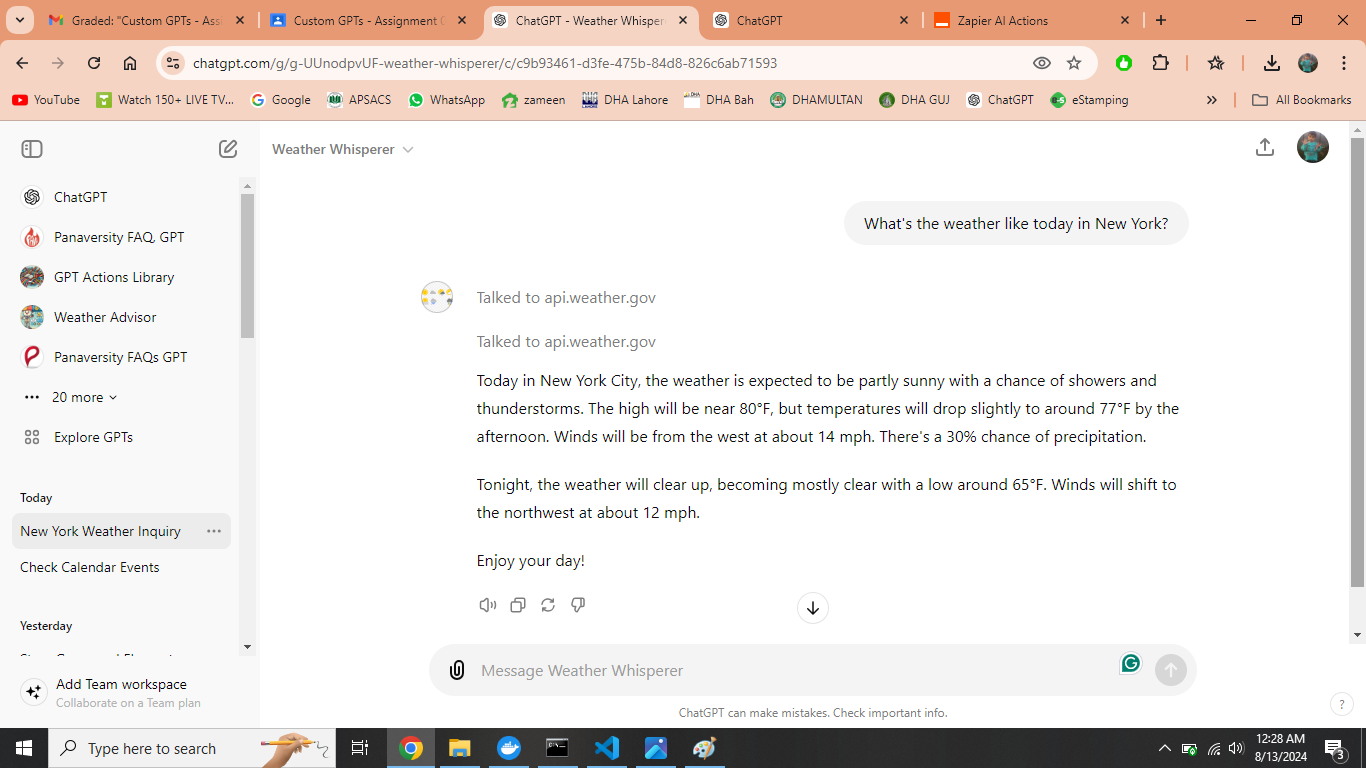 Graded: "Custom GPTs - Assi
Custom GPTs - Assignment
ChatGPT - Weather Whisper
ChatGPT
Zapier AI Actions
chatgpt.com/g/g-UUnodpvUF-weather-whisperer/c/c9b93461-d3fe-475b-84d8-826c6ab71593
YouTube
Watch 150+ LIVE TV...
Google
APSACS
WhatsApp
zameen
DHA Lahore
DHA Bah
DHAMULTAN
DHA GUJ
ChatGPT
eStamping
All Bookmarks
Weather Whisperer
ChatGPT
Panaversity FAQ, GPT
GPT Actions Library
Weather Advisor
Panaversity FAQs GPT
20 more
Explore GPTs
Today
New York Weather Inquiry
Check Calendar Events
Yesterday
Add Team workspace
Collaborate on a Team plan
What's the weather like today in New York?
Talked to api.weather.gov
Talked to api.weather.gov
Today in New York City, the weather is expected to be partly sunny with a chance of showers and
thunderstorms. The high will be near 80°F, but temperatures will drop slightly to around 77°F by the
afternoon. Winds will be from the west at about 14 mph. There's a 30% chance of precipitation.
Tonight, the weather will clear up, becoming mostly clear with a low around 65°F. Winds will shift to
the northwest at about 12 mph.
Enjoy your day!
Message Weather Whisperer
ChatGPT can make mistakes. Check important info.
?
Type here to search
12:28 AM
8/13/2024
3